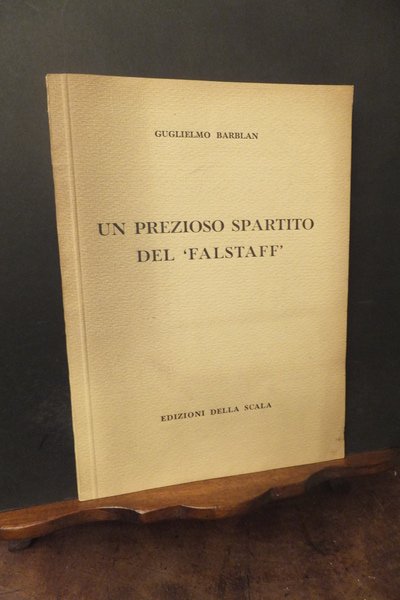 GUGLIELMO BARBLAN
UN PREZIOSO SPARTITO
DEL ‘FALSTAFF’
EDIZIONI DELLA SCALA